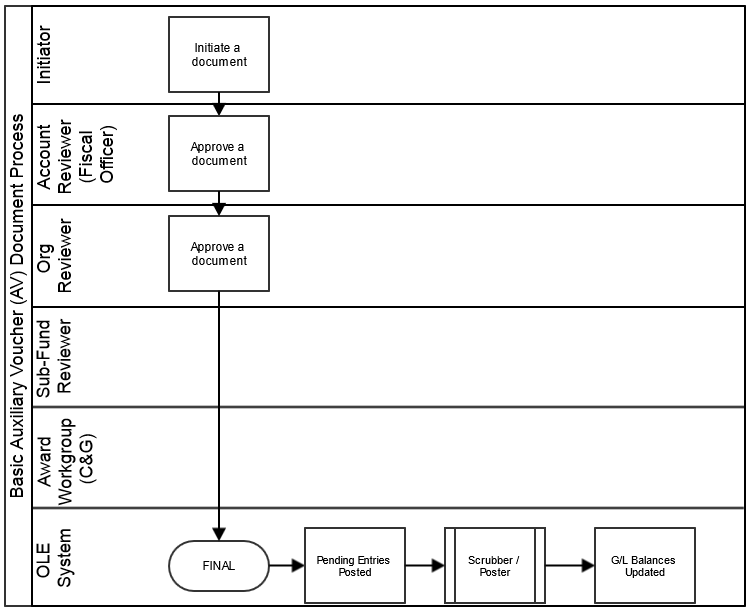 Basic Auxiliary Voucher (AV) Document Process
Initiator
Initiate a
document
Account
Reviewer
(Fiscal
Officer)
Approve a
document
Org
Reviewer
Approve a
document
Sub-Fund
Reviewer
Award
Workgroup
(C&G)
OLE
System
FINAL
Pending Entries
Posted
Scrubber /
Poster
G/L Balances
Updated